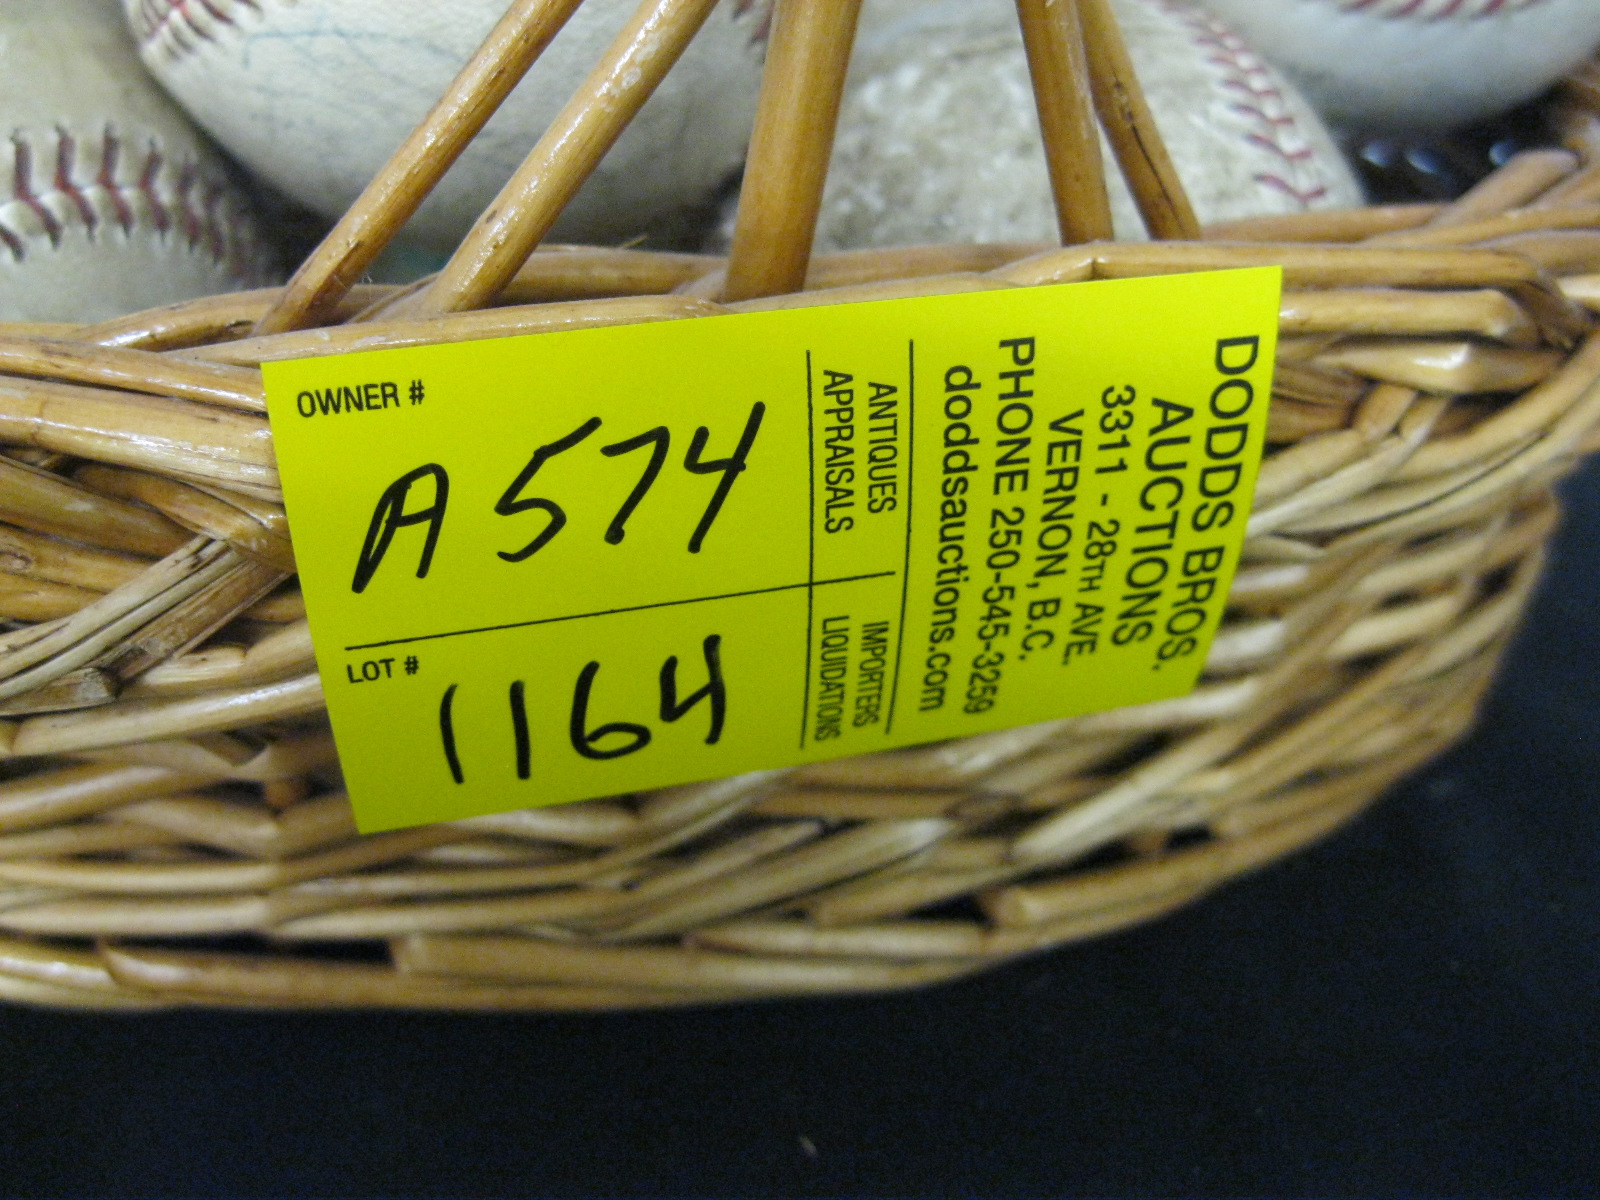 DODDS BROS.
AUCTIONS
3311 - 28TH AVE.
VERNON, B.C.
PHONE 250-545-3259
doddsauctions.com
ANTIQUES
APPRAISALS
IMPORTERS
LIQUIDATIONS
OWNER #
A574
LOT #
1164